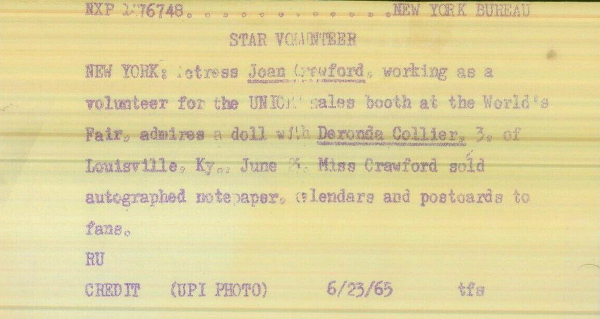 NXP 1276748. . . . . . . . . . . . .NEW YORK BUREAU
STAR VOLUNTEER
NEW YORK: Actress Joan Crawford, working as a
volunteer for the UNICEF sales booth at the World's
Fair, admires a doll with Deronda Collier, 3, of
Louisville, Ky., June Miss Crawford sold
autographed notepaper, calendars and postcards to
fans.
RU
CREDIT (UPI PHOTO) 6/23/65 tfs